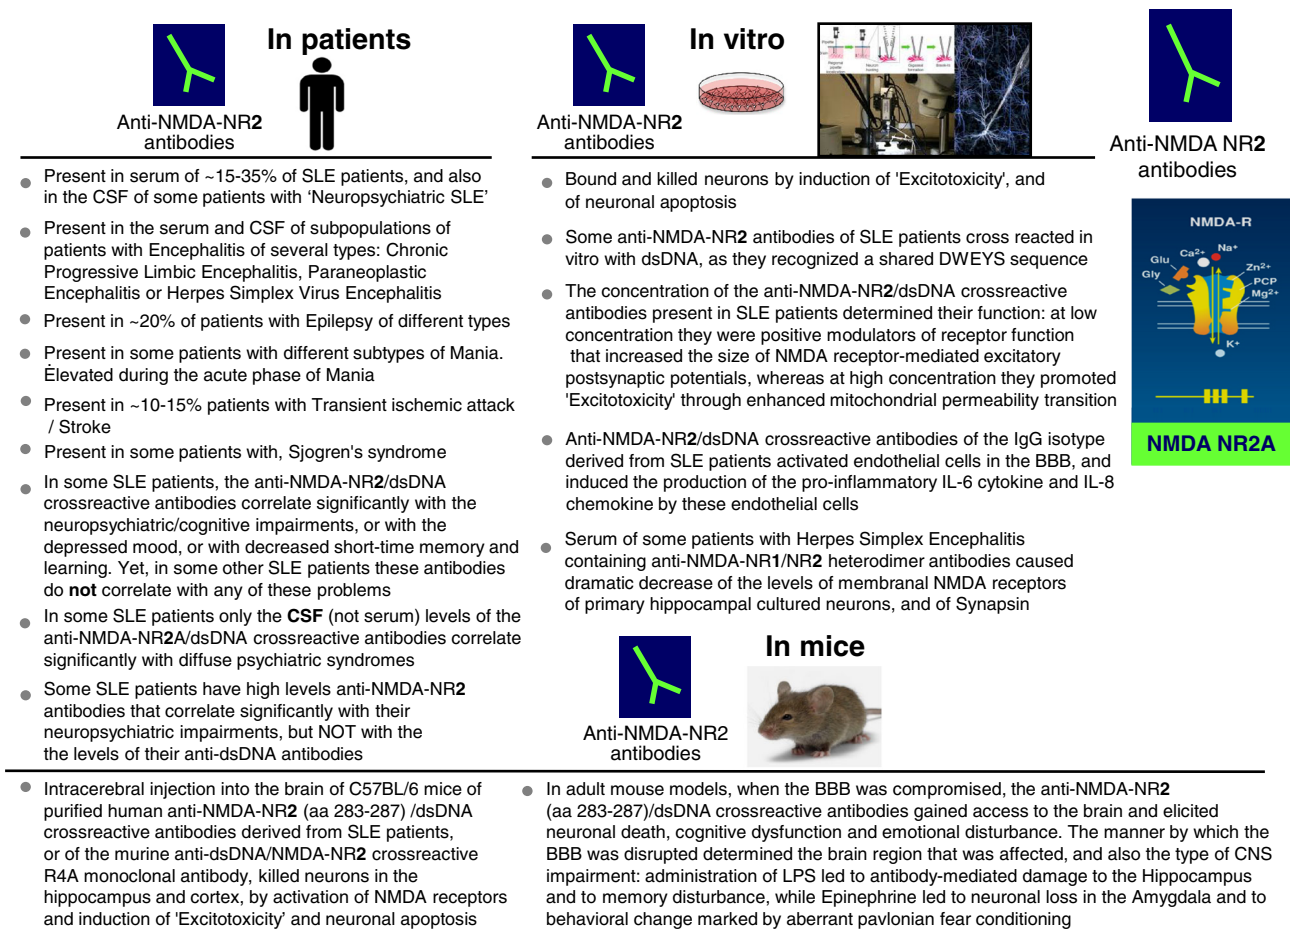 In patients
Anti-NMDA-NR2
antibodies
Present in serum of ~15-35% of SLE patients, and also
in the CSF of some patients with ‘Neuropsychiatric SLE’
Present in the serum and CSF of subpopulations of
patients with Encephalitis of several types: Chronic
Progressive Limbic Encephalitis, Paraneoplastic
Encephalitis or Herpes Simplex Virus Encephalitis
Present in ~20% of patients with Epilepsy of different types
Present in some patients with different subtypes of Mania.
Elevated during the acute phase of Mania
Present in ~10-15% patients with Transient ischemic attack
/ Stroke
Present in some patients with, Sjogren's syndrome
In some SLE patients, the anti-NMDA-NR2/dsDNA
crossreactive antibodies correlate significantly with the
neuropsychiatric/cognitive impairments, or with the
depressed mood, or with decreased short-time memory and
learning. Yet, in some other SLE patients these antibodies
do not correlate with any of these problems
In some SLE patients only the CSF (not serum) levels of the
anti-NMDA-NR2A/dsDNA crossreactive antibodies correlate
significantly with diffuse psychiatric syndromes
Some SLE patients have high levels anti-NMDA-NR2
antibodies that correlate significantly with their
neuropsychiatric impairments, but NOT with the
the levels of their anti-dsDNA antibodies
In vitro
Anti-NMDA-NR2
antibodies
Bound and killed neurons by induction of 'Excitotoxicity', and
of neuronal apoptosis
Some anti-NMDA-NR2 antibodies of SLE patients cross reacted in
vitro with dsDNA, as they recognized a shared DWEYS sequence
The concentration of the anti-NMDA-NR2/dsDNA crossreactive
antibodies present in SLE patients determined their function: at low
concentration they were positive modulators of receptor function
that increased the size of NMDA receptor-mediated excitatory
postsynaptic potentials, whereas at high concentration they promoted
'Excitotoxicity' through enhanced mitochondrial permeability transition
Anti-NMDA-NR2/dsDNA crossreactive antibodies of the IgG isotype
derived from SLE patients activated endothelial cells in the BBB, and
induced the production of the pro-inflammatory IL-6 cytokine and IL-8
chemokine by these endothelial cells
Serum of some patients with Herpes Simplex Encephalitis
containing anti-NMDA-NR1/NR2 heterodimer antibodies caused
dramatic decrease of the levels of membranal NMDA receptors
of primary hippocampal cultured neurons, and of Synapsin
Anti-NMDA NR2
antibodies
NMDA-R
Ca2+
Na+
Glu
Gly
Zn2+
PCP
Mg2+
K+
NMDA NR2A
In mice
Anti-NMDA-NR2
antibodies
Intracerebral injection into the brain of C57BL/6 mice of
purified human anti-NMDA-NR2 (aa 283-287) /dsDNA
crossreactive antibodies derived from SLE patients,
or of the murine anti-dsDNA/NMDA-NR2 crossreactive
R4A monoclonal antibody, killed neurons in the
hippocampus and cortex, by activation of NMDA receptors
and induction of 'Excitotoxicity' and neuronal apoptosis
In adult mouse models, when the BBB was compromised, the anti-NMDA-NR2
(aa 283-287)/dsDNA crossreactive antibodies gained access to the brain and elicited
neuronal death, cognitive dysfunction and emotional disturbance. The manner by which the
BBB was disrupted determined the brain region that was affected, and also the type of CNS
impairment: administration of LPS led to antibody-mediated damage to the Hippocampus
and to memory disturbance, while Epinephrine led to neuronal loss in the Amygdala and to
behavioral change marked by aberrant pavlonian fear conditioning